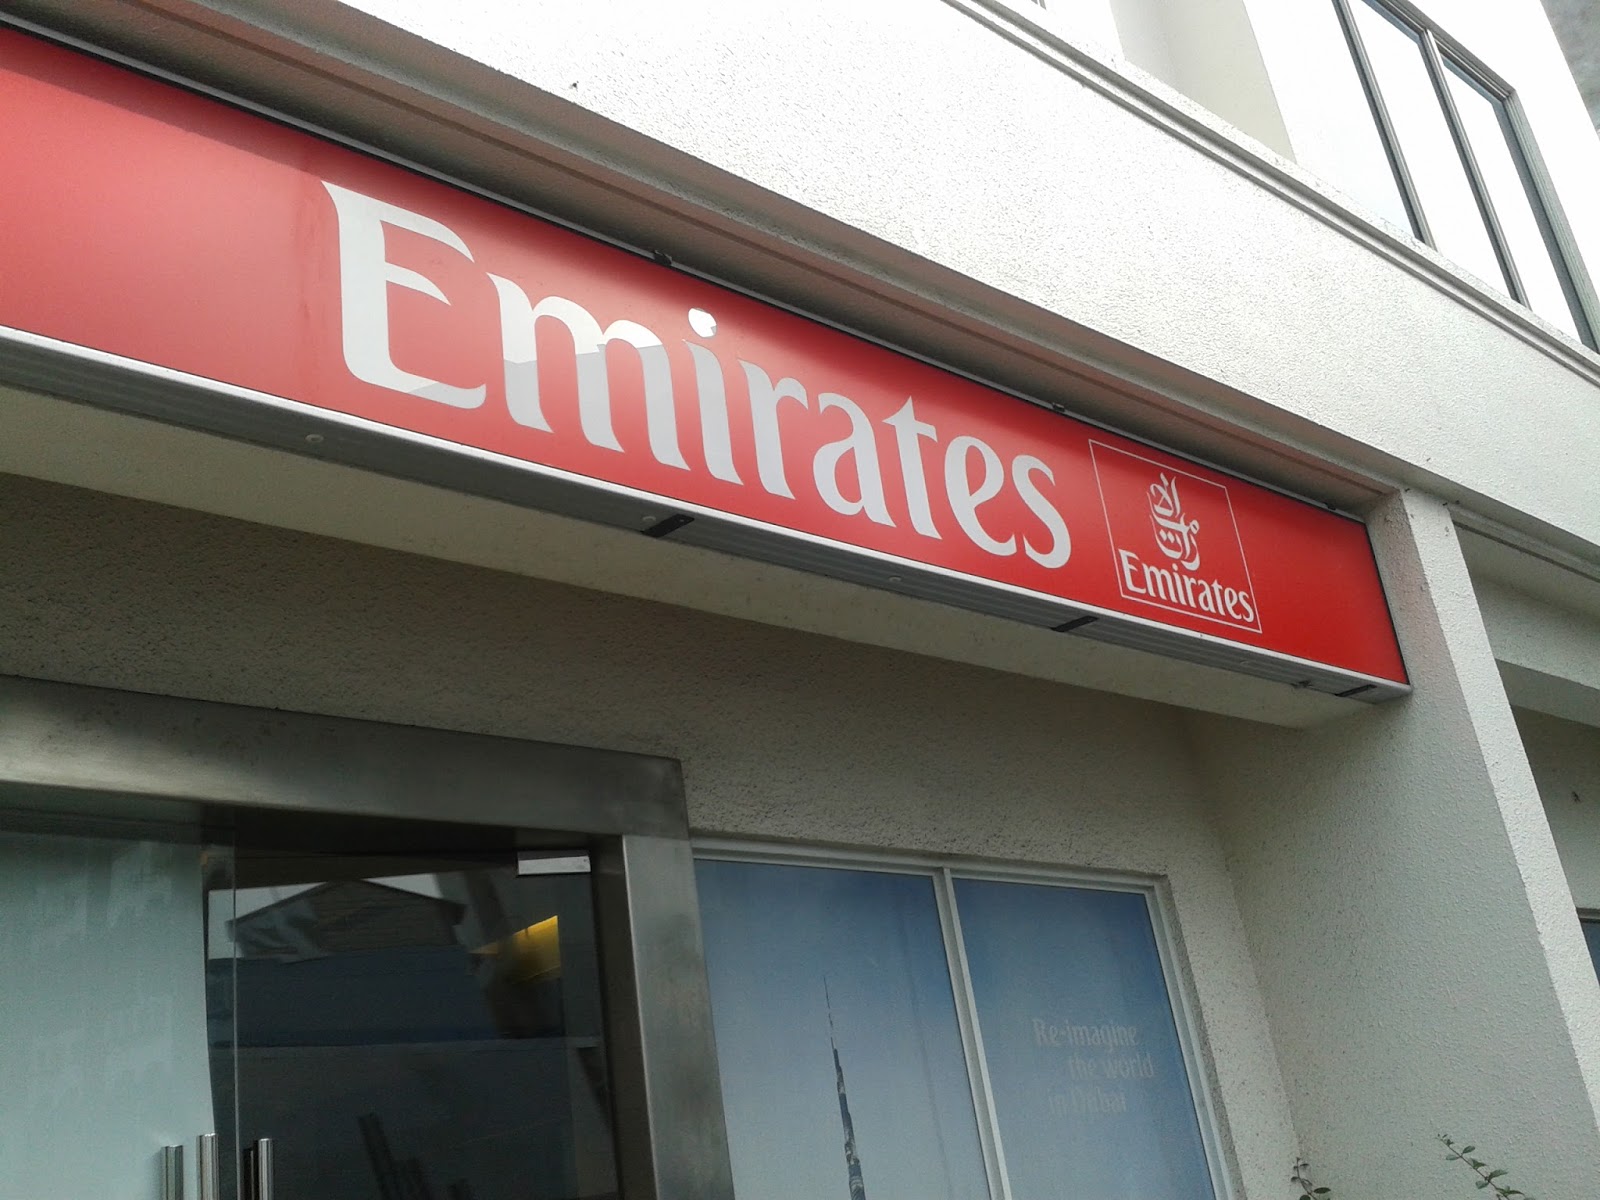 Emirates
الإمارات
Emirates
Re-imagine
the world
in Dubai